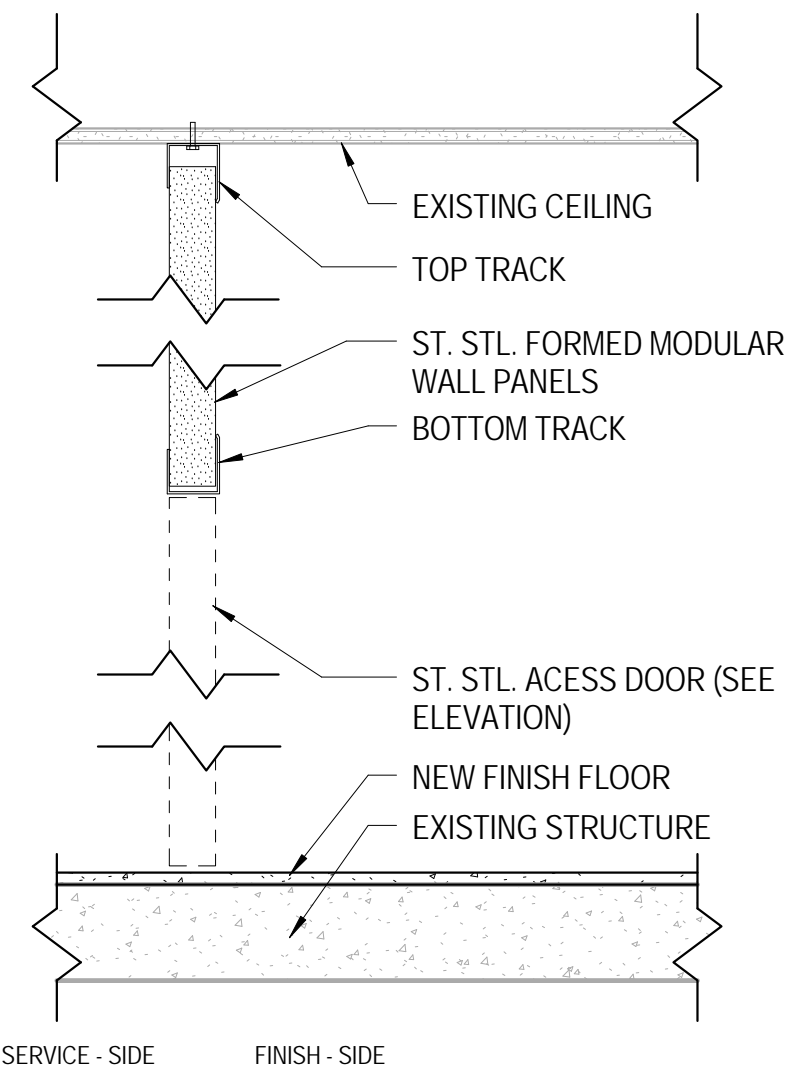 EXISTING CEILING
TOP TRACK
ST. STL. FORMED MODULAR
WALL PANELS
BOTTOM TRACK
ST. STL. ACESS DOOR (SEE
ELEVATION)
NEW FINISH FLOOR
EXISTING STRUCTURE
SERVICE - SIDE FINISH - SIDE